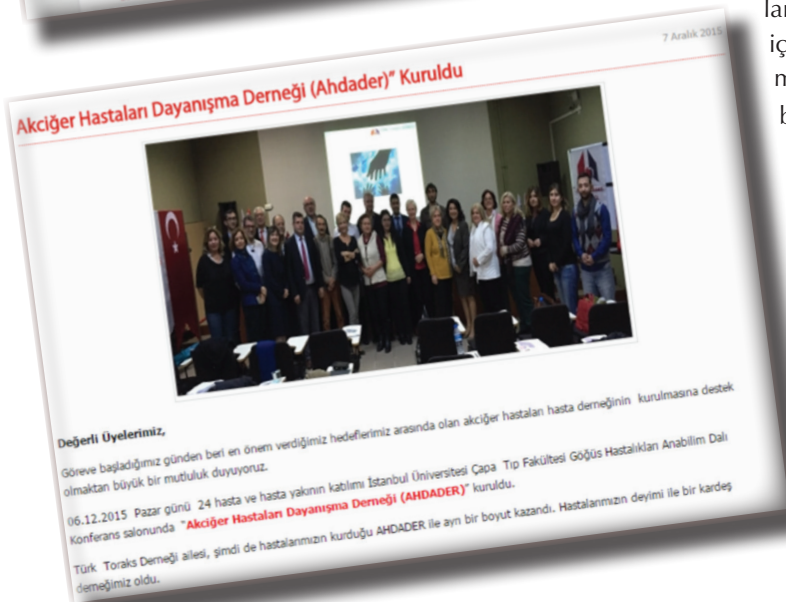 7 Aralık 2015
Akciğer Hastaları Dayanışma Derneği (Ahdader)” Kuruldu
Değerli Üyelerimiz,
Göreve başladığımız günden beri en önem verdiğimiz hedeflerimiz arasında olan akciğer hastaları hasta derneğinin kurulmasına destek
olmaktan büyük bir mutluluk duyuyoruz.
06.12.2015 Pazar günü 24 hasta ve hasta yakının katılımı İstanbul Üniversitesi Çapa Tıp Fakültesi Göğüs Hastalıkları Anabilim Dalı
Konferans salonunda "Akciğer Hastaları Dayanışma Derneği (AHDADER)" kuruldu.
Türk Toraks Derneği ailesi, şimdi de hastalarımızın kurduğu AHDADER ile ayrı bir boyut kazandı. Hastalarımızın deyimi ile bir kardeş
derneğimiz oldu.